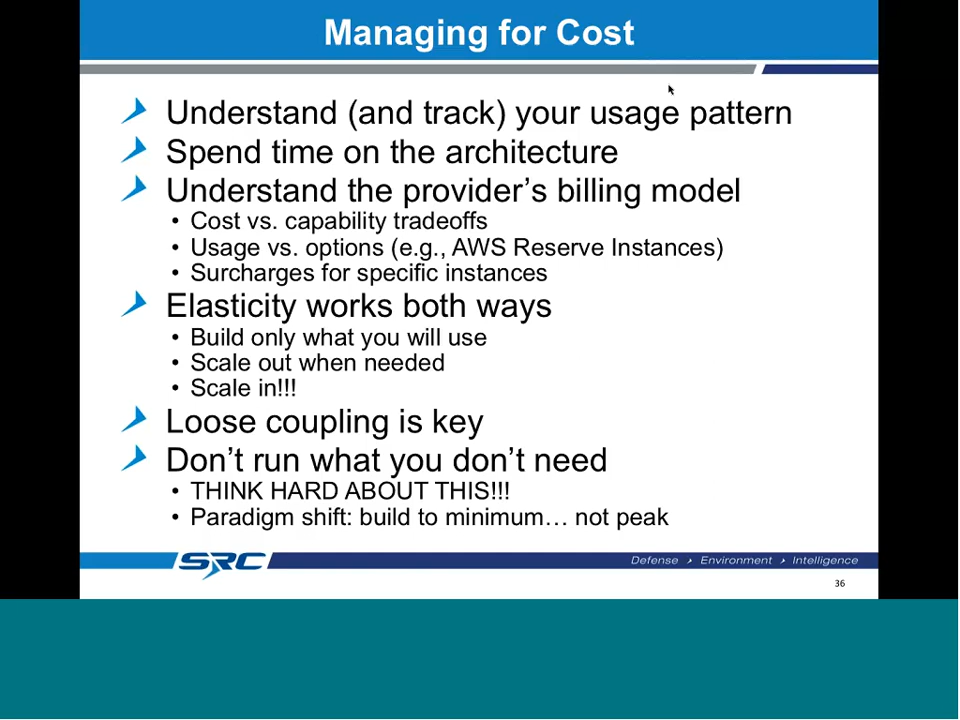 Managing for Cost
Understand (and track) your usage pattern
Spend time on the architecture
Understand the provider’s billing model
• Cost vs. capability tradeoffs
• Usage vs. options (e.g., AWS Reserve Instances)
• Surcharges for specific instances
Elasticity works both ways
• Build only what you will use
• Scale out when needed
• Scale in!!!
Loose coupling is key
Don’t run what you don’t need
• THINK HARD ABOUT THIS!!!
• Paradigm shift: build to minimum… not peak
SRC Defense Environment Intelligence
36